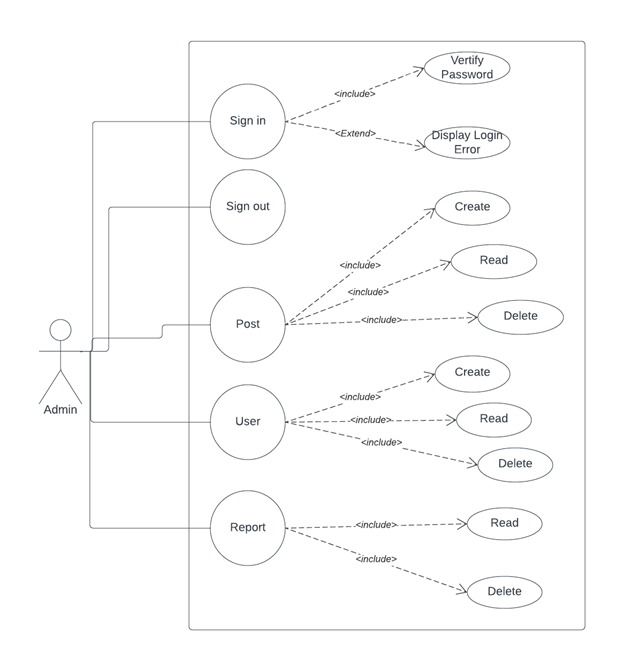 Vertify
Password
<include>
Sign in
<Extend>
Display Login
Error
Sign out
Create
<include>
Read
<include>
Post
<include>
Delete
Admin
Create
<include>
User
<include>
Read
<include>
Delete
Report
<include>
Read
<include>
Delete